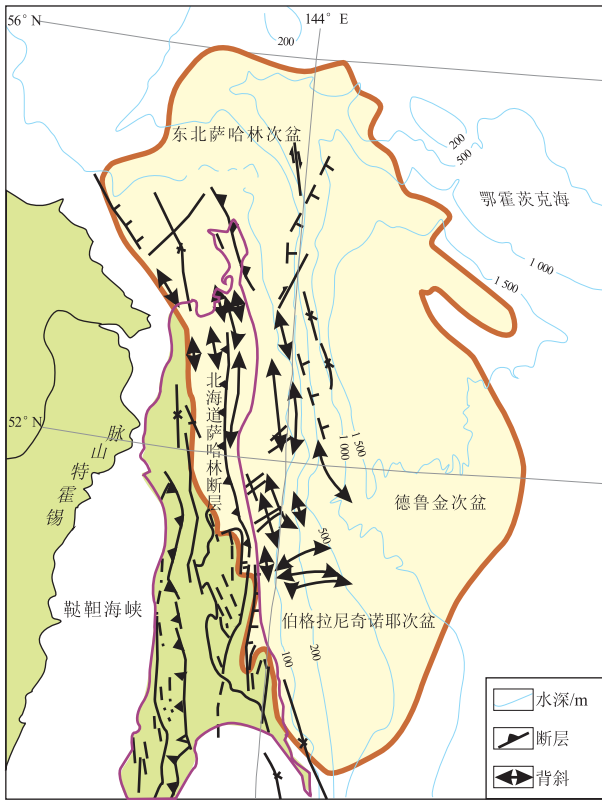 56° N
144° E
200
东北萨哈林次盆
200
500
鄂霍茨克海
1 000
1 500
52° N
北海道萨哈林断层
1 500
1 000
锡霍特山脉
德鲁金次盆
500
鞑靼海峡
伯格拉尼奇诺耶次盆
100
200
水深/m
断层
背斜